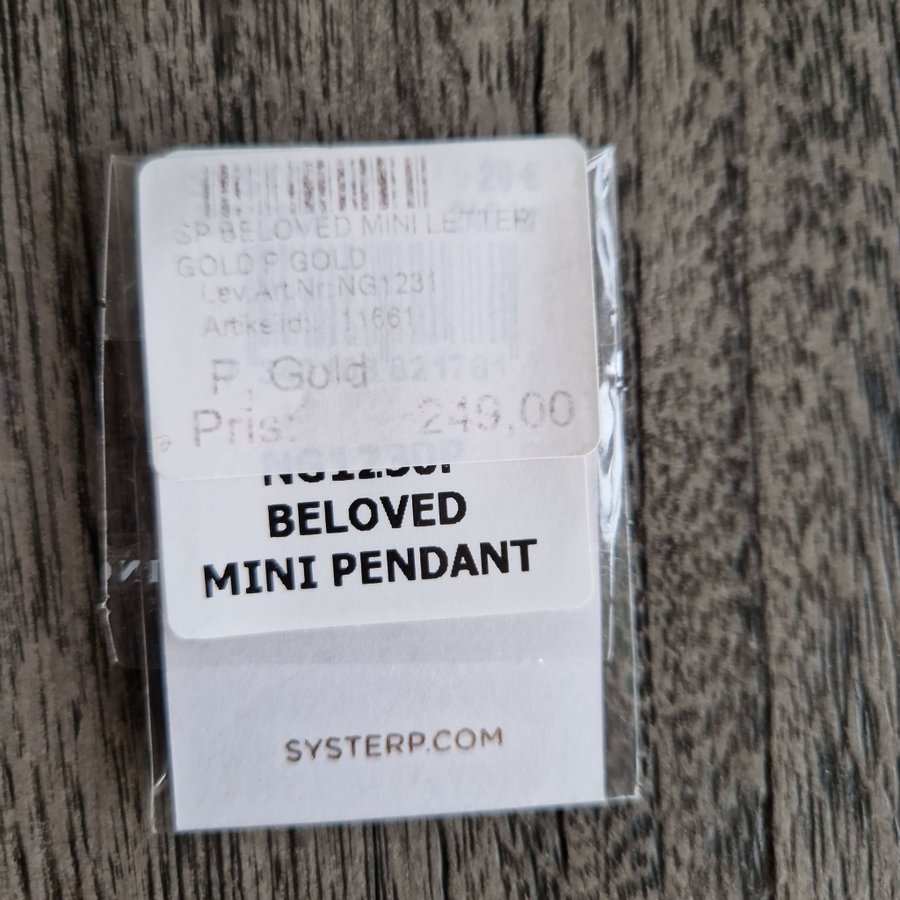 SP BELOVED MINI LETTER
GOLD P GOLD
Lev.Art.Nr: NG1231
11661
P, Gold
Pris: 249,00
NG1230P
BELOVED
MINI PENDANT
SYSTERP.COM